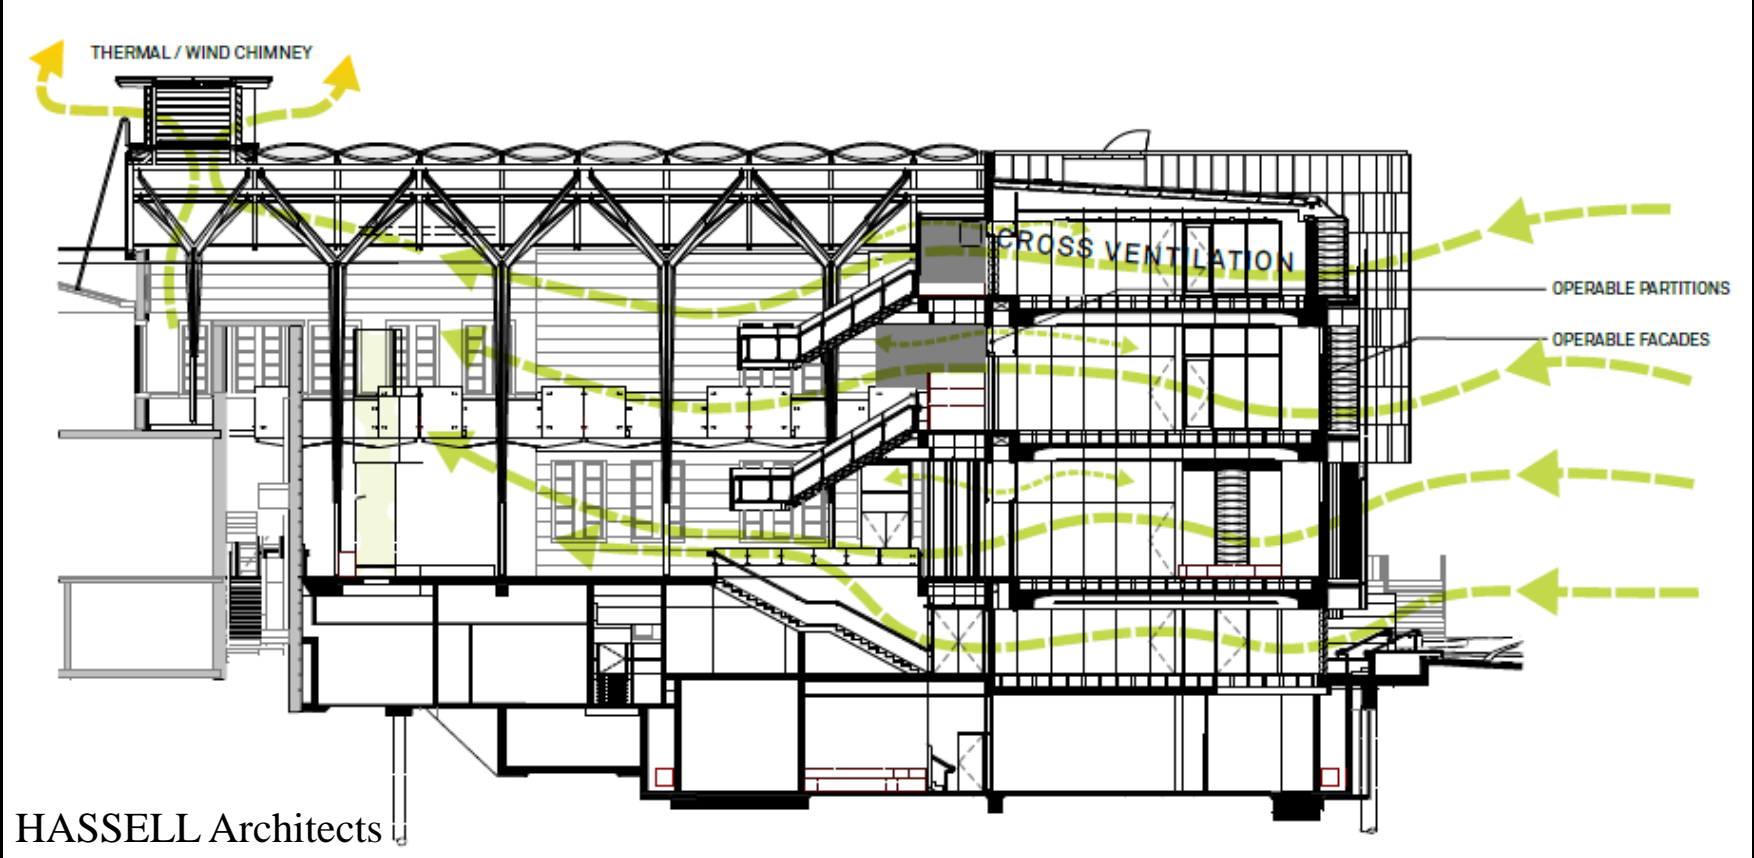 THERMAL / WIND CHIMNEY
CROSS VENTILATION
OPERABLE PARTITIONS
OPERABLE FACADES
HASSELL Architects